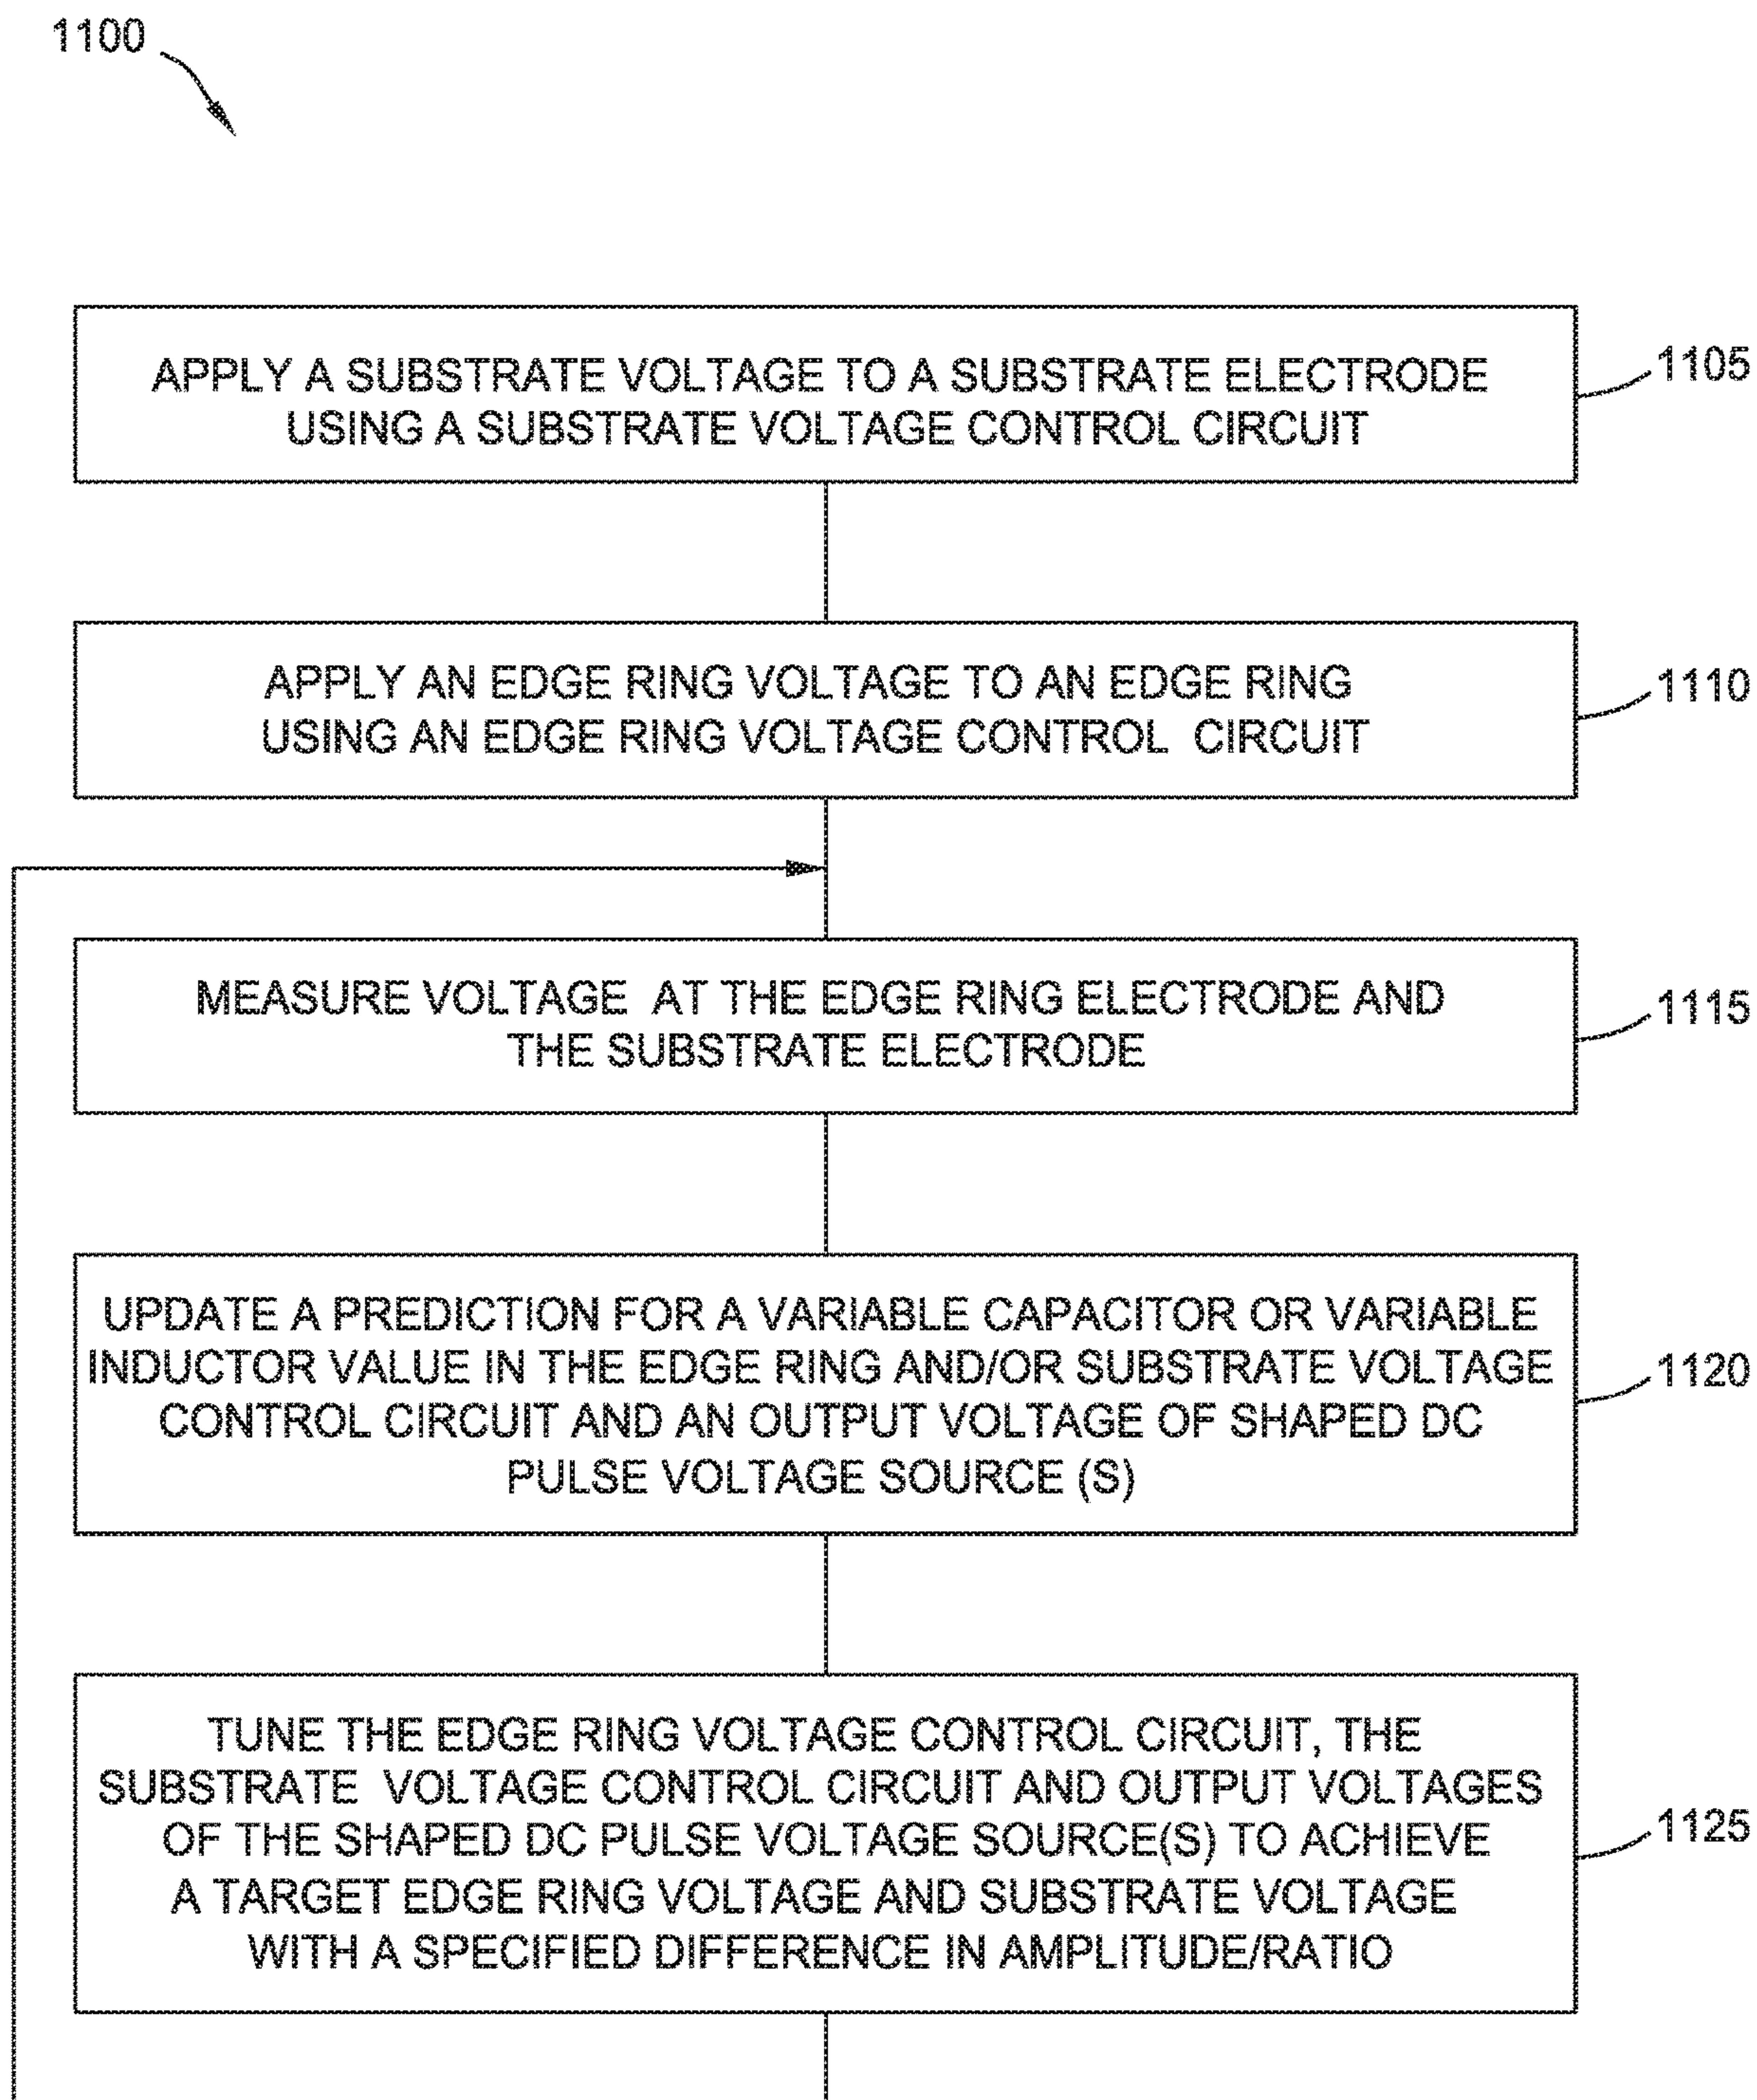 1100
APPLY A SUBSTRATE VOLTAGE TO A SUBSTRATE ELECTRODE
USING A SUBSTRATE VOLTAGE CONTROL CIRCUIT
1105
APPLY AN EDGE RING VOLTAGE TO AN EDGE RING
USING AN EDGE RING VOLTAGE CONTROL CIRCUIT
1110
MEASURE VOLTAGE AT THE EDGE RING ELECTRODE AND
THE SUBSTRATE ELECTRODE
1115
UPDATE A PREDICTION FOR A VARIABLE CAPACITOR OR VARIABLE
INDUCTOR VALUE IN THE EDGE RING AND/OR SUBSTRATE VOLTAGE
CONTROL CIRCUIT AND AN OUTPUT VOLTAGE OF SHAPED DC
PULSE VOLTAGE SOURCE (S)
1120
TUNE THE EDGE RING VOLTAGE CONTROL CIRCUIT, THE
SUBSTRATE VOLTAGE CONTROL CIRCUIT AND OUTPUT VOLTAGES
OF THE SHAPED DC PULSE VOLTAGE SOURCE(S) TO ACHIEVE
A TARGET EDGE RING VOLTAGE AND SUBSTRATE VOLTAGE
WITH A SPECIFIED DIFFERENCE IN AMPLITUDE/RATIO
1125